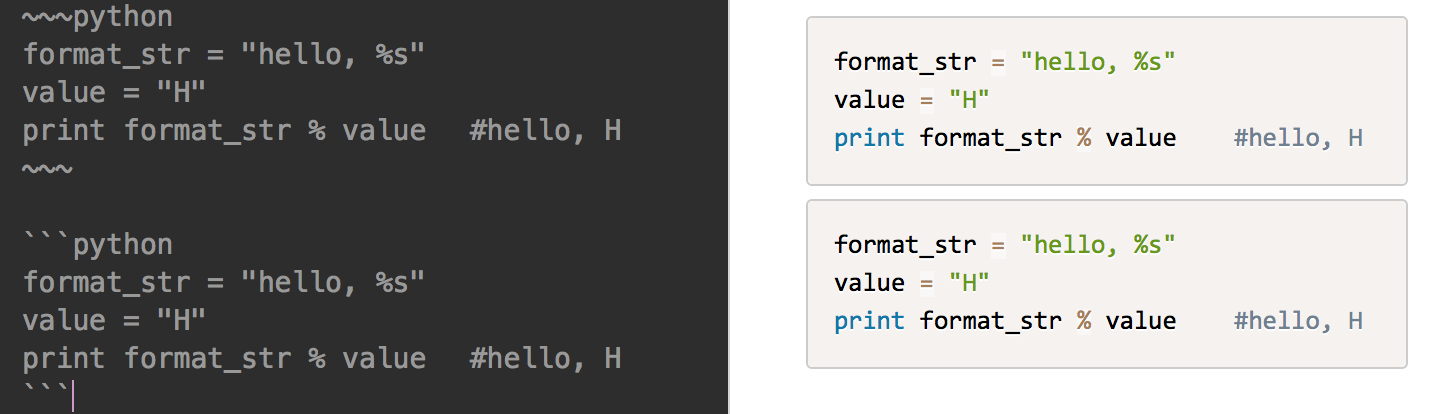 ~~~python
format_str = "hello, %s"
value = "H"
print format_str % value  #hello, H
~~~

```python
format_str = "hello, %s"
value = "H"
print format_str % value  #hello, H
```
format_str = "hello, %s"
value = "H"
print format_str % value    #hello, H
format_str = "hello, %s"
value = "H"
print format_str % value    #hello, H